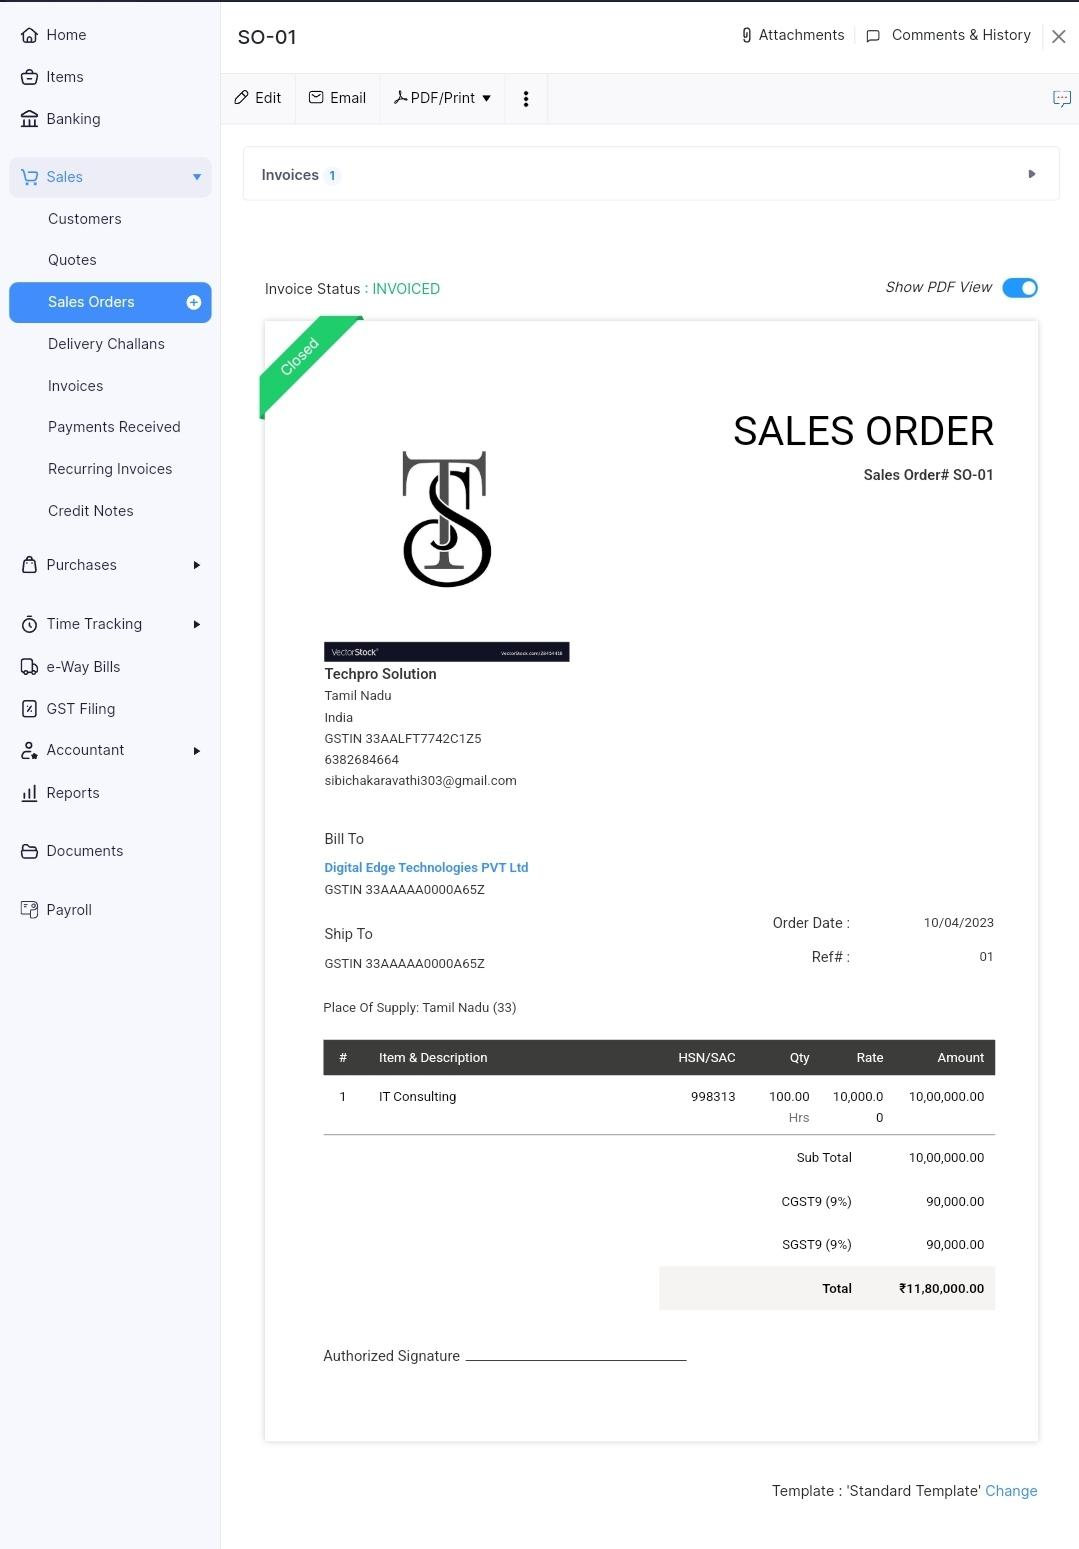 SO-01
Attachments
Comments & History
Home
Items
Banking
Sales
Customers
Quotes
Sales Orders
Delivery Challans
Invoices
Payments Received
Recurring Invoices
Credit Notes
Purchases
Time Tracking
e-Way Bills
GST Filing
Accountant
Reports
Documents
Payroll
Edit
Email
PDF/Print
Invoices 1
Invoice Status : INVOICED
Show PDF View
Closed
SALES ORDER
Sales Order# SO-01
TS
VectorStock®
VectorStock.com/28454416
Techpro Solution
Tamil Nadu
India
GSTIN 33AALFT7742C1Z5
6382684664
sibichakaravathi303@gmail.com
Bill To
Digital Edge Technologies PVT Ltd
GSTIN 33AAAAA0000A65Z
Ship To
GSTIN 33AAAAA0000A65Z
Order Date : 10/04/2023
Ref# : 01
Place Of Supply: Tamil Nadu (33)
# Item & Description HSN/SAC Qty Rate Amount
1 IT Consulting 998313 100.00 10,000.0 10,00,000.00
Hrs 0
Sub Total 10,00,000.00
CGST9 (9%) 90,000.00
SGST9 (9%) 90,000.00
Total ₹11,80,000.00
Authorized Signature
Template : 'Standard Template' Change